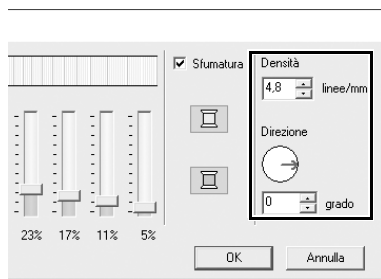 Sfumatura
Densità
4,8 linee/mm
Direzione
0 grado
23% 17% 11% 5%
OK Annulla